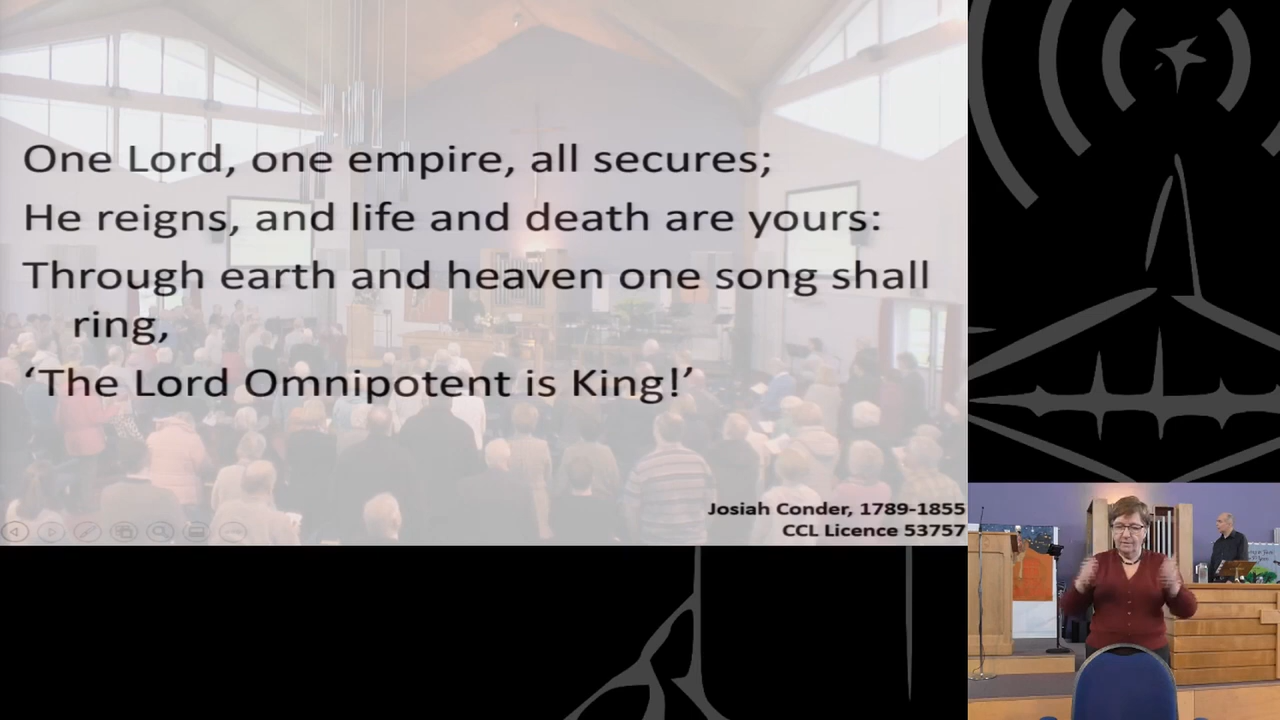 One Lord, one empire, all secures;
He reigns, and life and death are yours:
Through earth and heaven one song shall
ring,
‘The Lord Omnipotent is King!’
Josiah Conder, 1789-1855
CCL Licence 53757